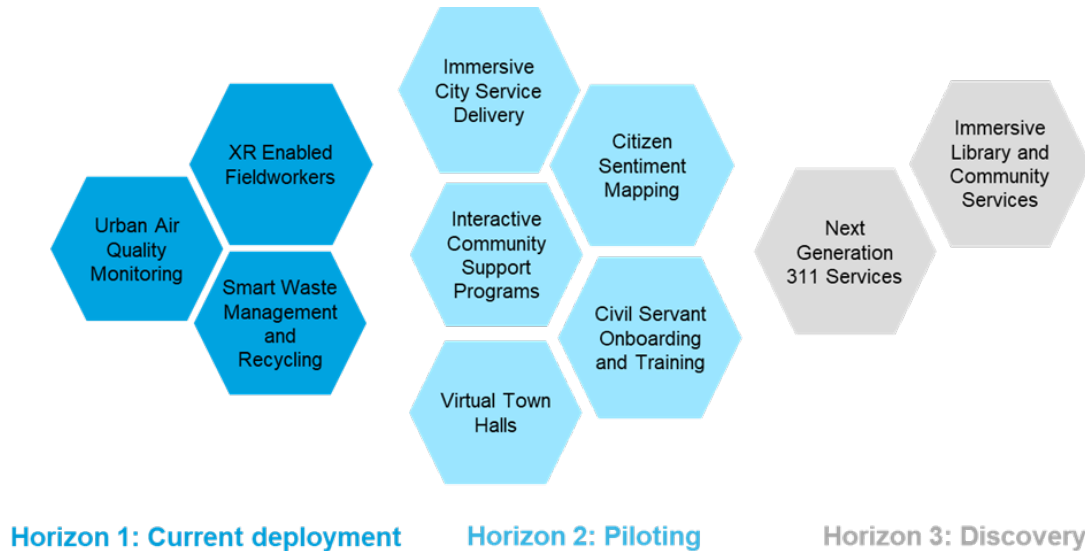 XR Enabled
Fieldworkers
Urban Air
Quality
Monitoring
Smart Waste
Management
and
Recycling
Immersive
City Service
Delivery
Citizen
Sentiment
Mapping
Interactive
Community
Support
Programs
Civil Servant
Onboarding
and Training
Virtual Town
Halls
Immersive
Library and
Community
Services
Next
Generation
311 Services
Horizon 1: Current deployment
Horizon 2: Piloting
Horizon 3: Discovery